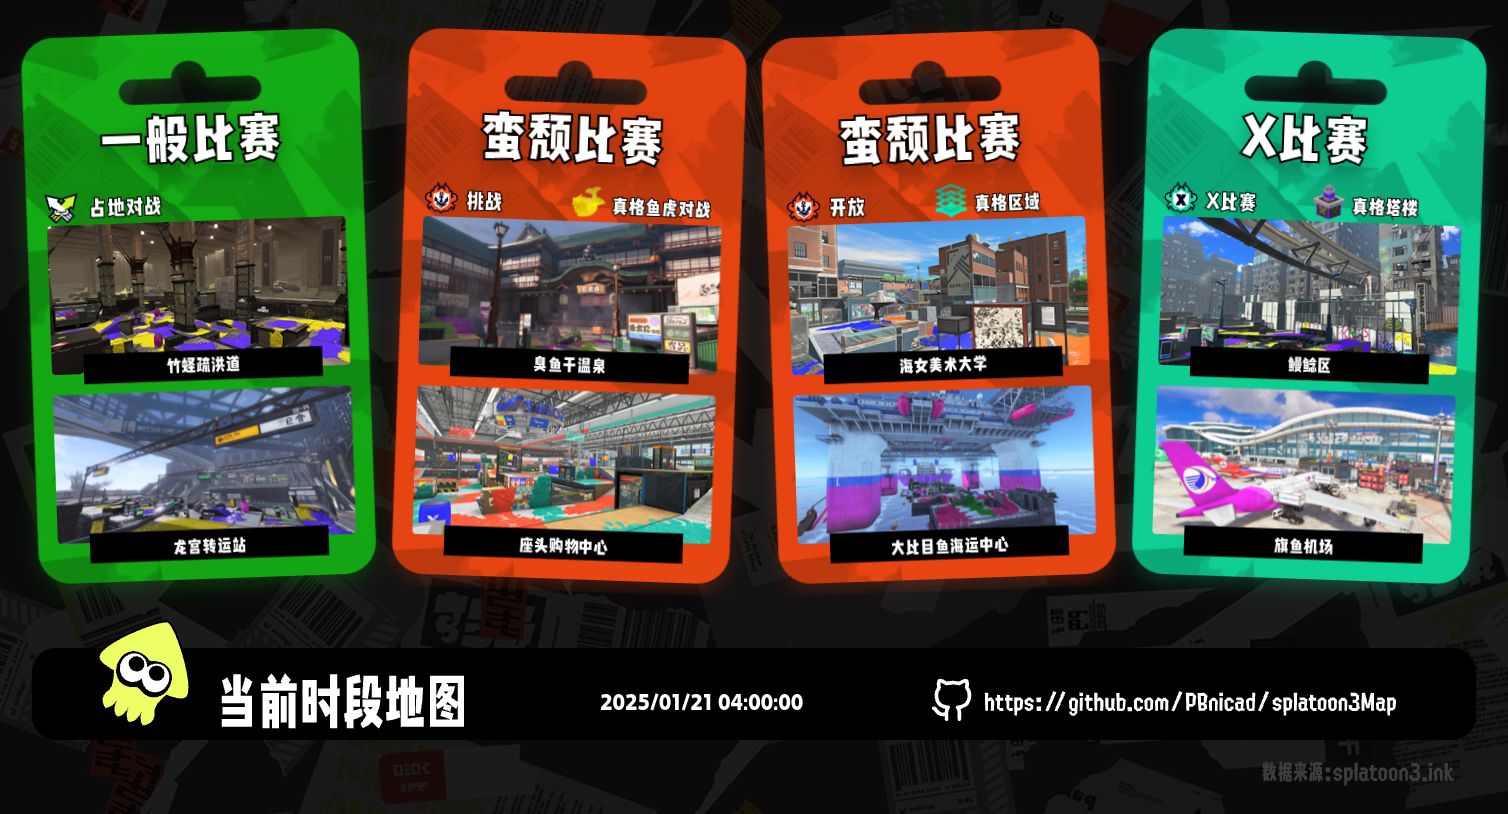 一般比赛
占地对战
竹蛏疏洪道
龙宫转运站
蛮颓比赛
挑战
真格鱼虎对战
臭鱼干温泉
座头购物中心
蛮颓比赛
开放
真格区域
海女美术大学
大比目鱼海运中心
X比赛
X比赛
真格塔楼
鳗鲶区
旗鱼机场
当前时段地图
2025/01/21 04:00:00
https://github.com/PBnicad/splatoon3Map
数据来源:splatoon3.ink